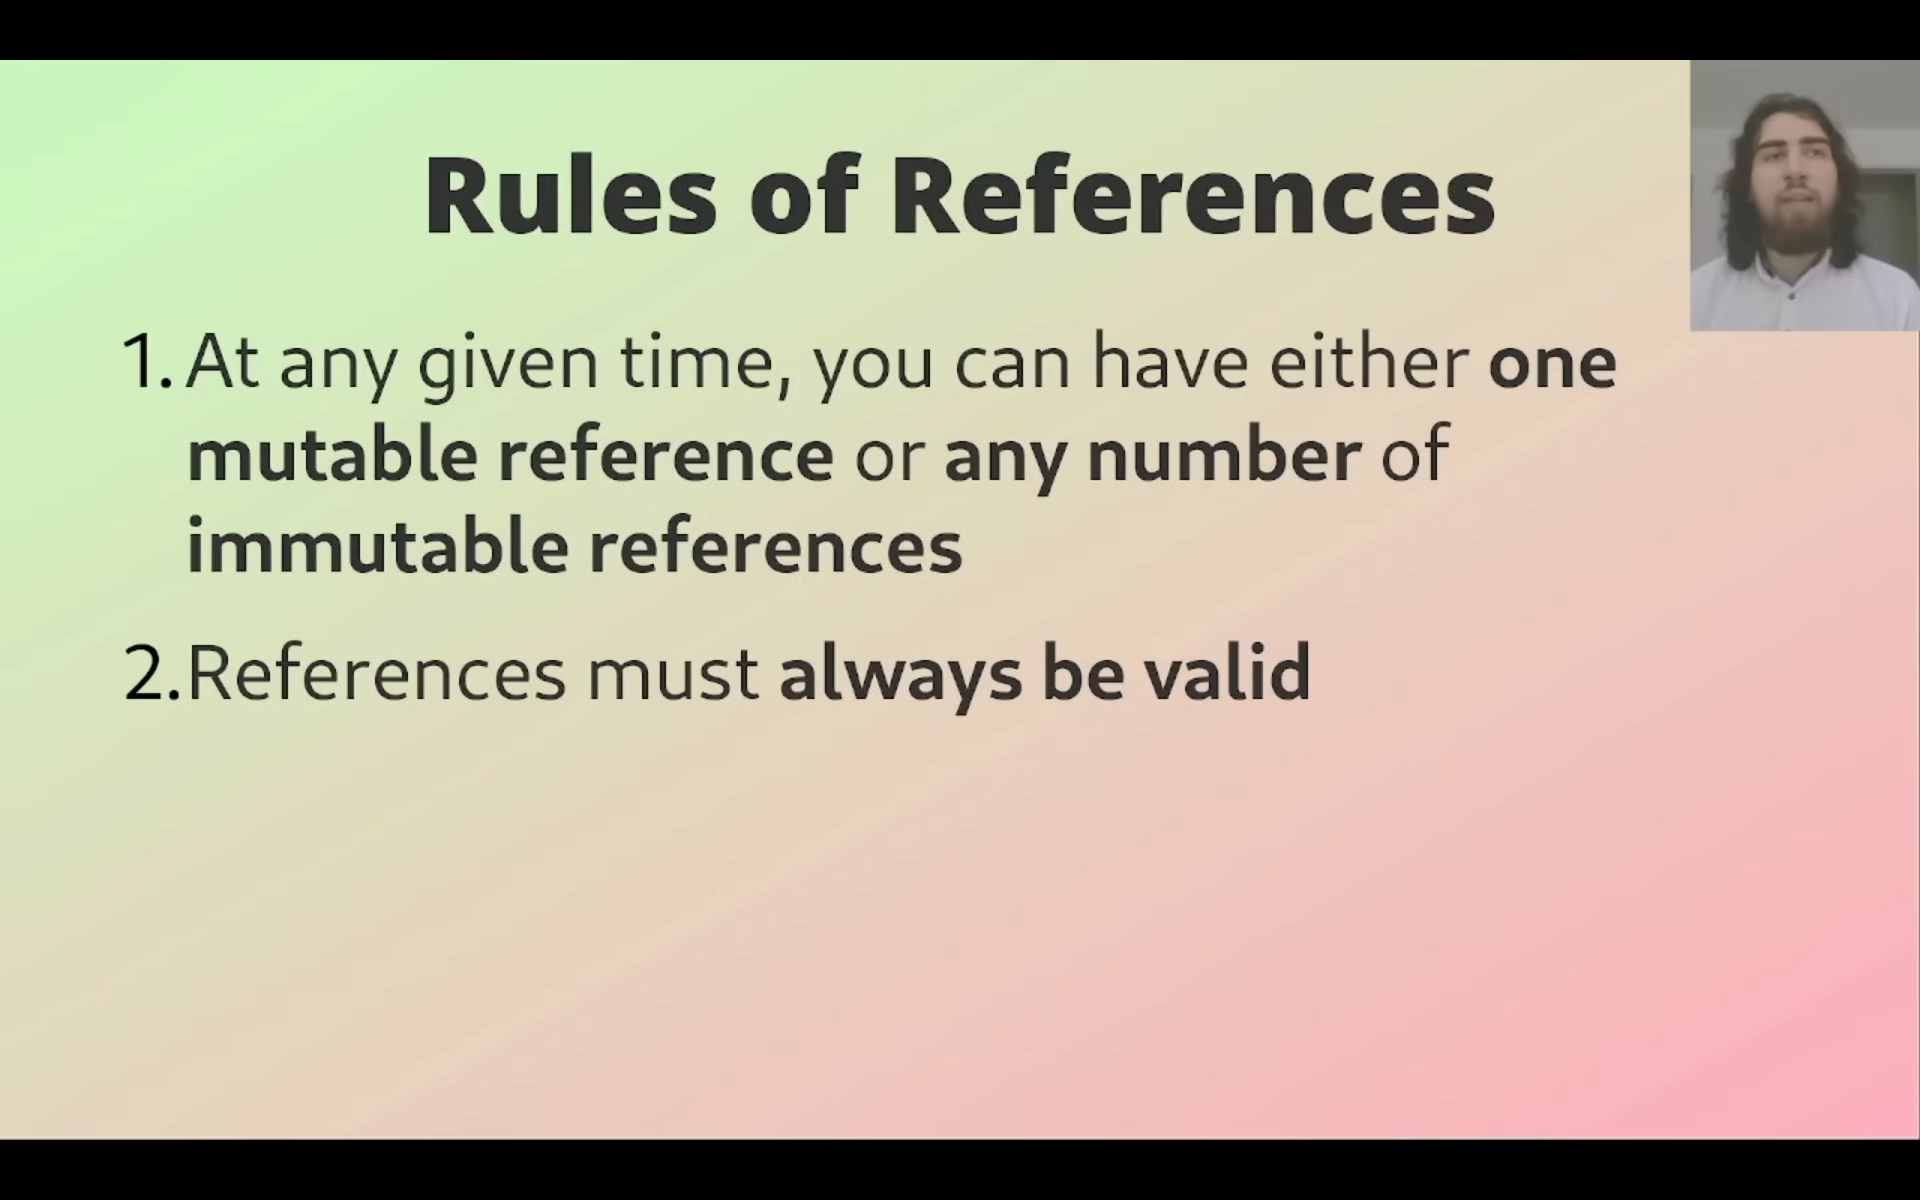 Rules of References
1. At any given time, you can have either one
mutable reference or any number of
immutable references
2. References must always be valid